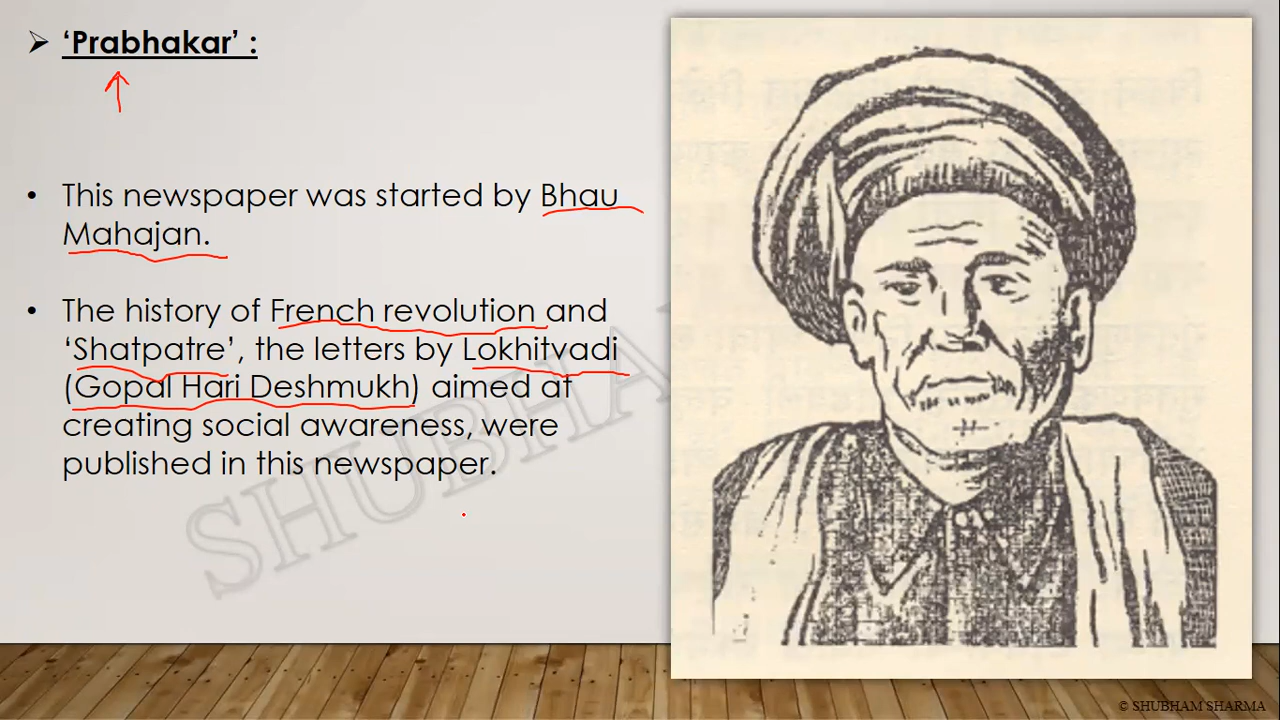 ➢ ‘Prabhakar’ :
• This newspaper was started by Bhau
Mahajan.
• The history of French revolution and
‘Shatpatre’, the letters by Lokhitvadi
(Gopal Hari Deshmukh) aimed at
creating social awareness, were
published in this newspaper.
SHUBHA
© SHUBHAM SHARMA